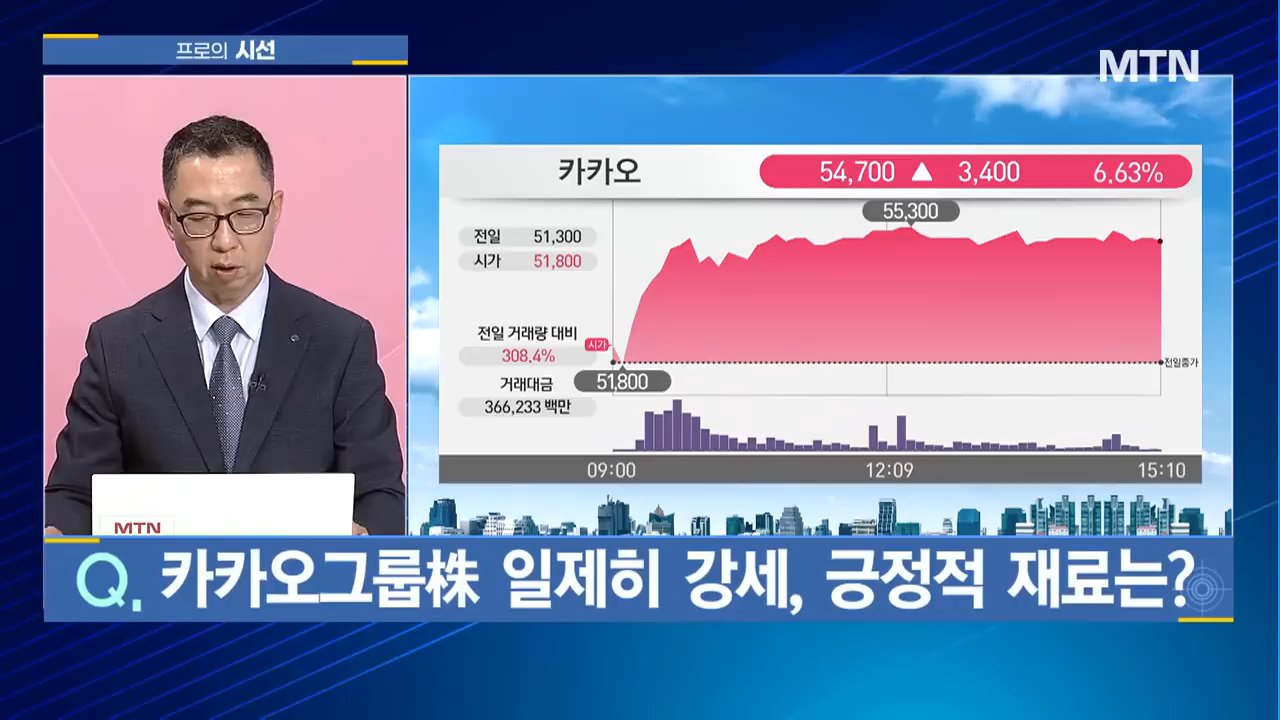 프로의 시선
MTN
카카오
54,700 ▲ 3,400 6.63%
55,300
전일 51,300
시가 51,800
전일 거래량 대비
308.4%
시가
전일종가
51,800
거래대금
366,233 백만
09:00 12:09 15:10
MTN
Q. 카카오그룹株 일제히 강세, 긍정적 재료는?